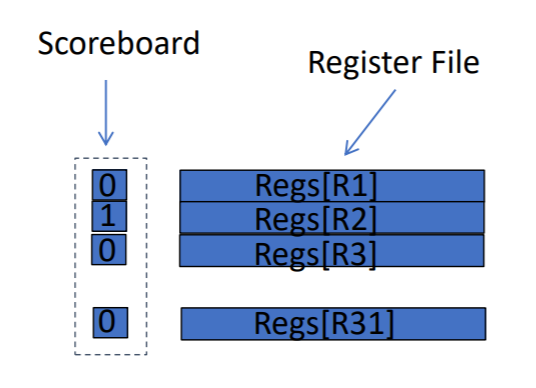 Scoreboard
Register File
0 Regs[R1]
1 Regs[R2]
0 Regs[R3]
0 Regs[R31]